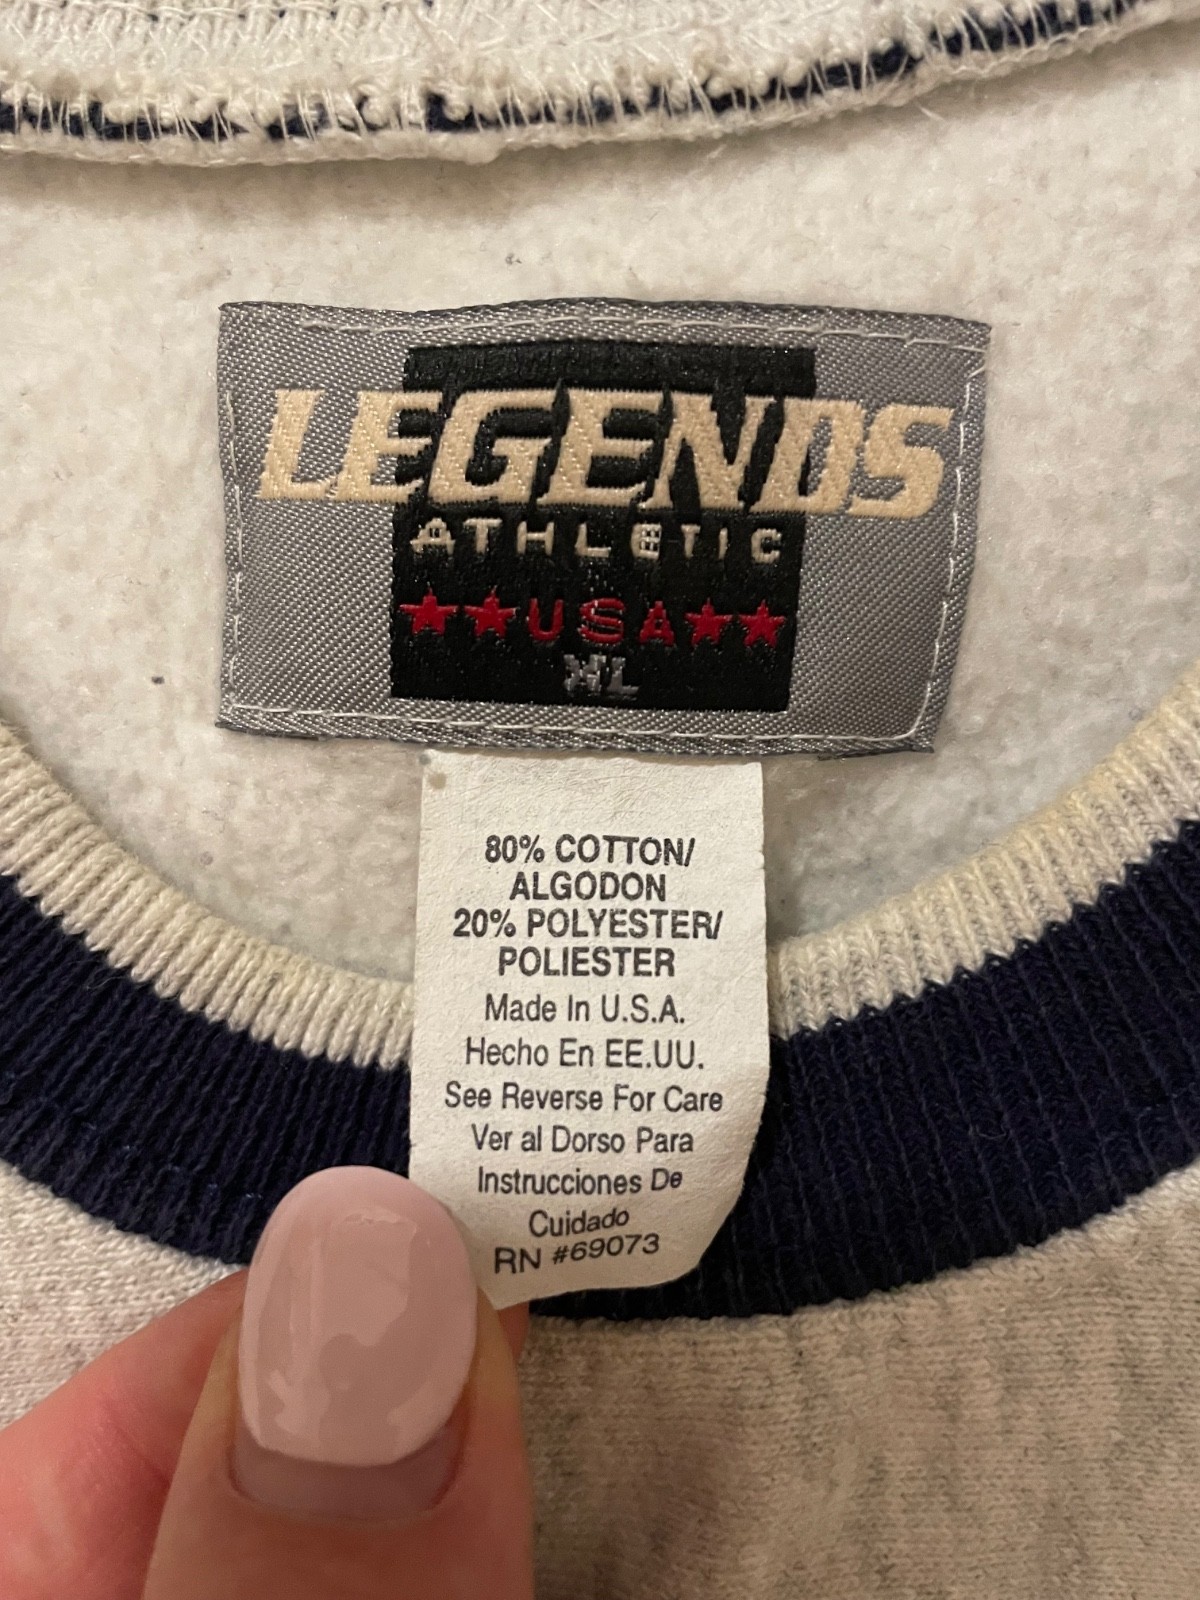 LEGENDS
ATHLETIC
★★USA★★
XL
80% COTTON/
ALGODON
20% POLYESTER/
POLIESTER
Made In U.S.A.
Hecho En EE.UU.
See Reverse For Care
Ver al Dorso Para
Instrucciones De
Cuidado
RN #69073